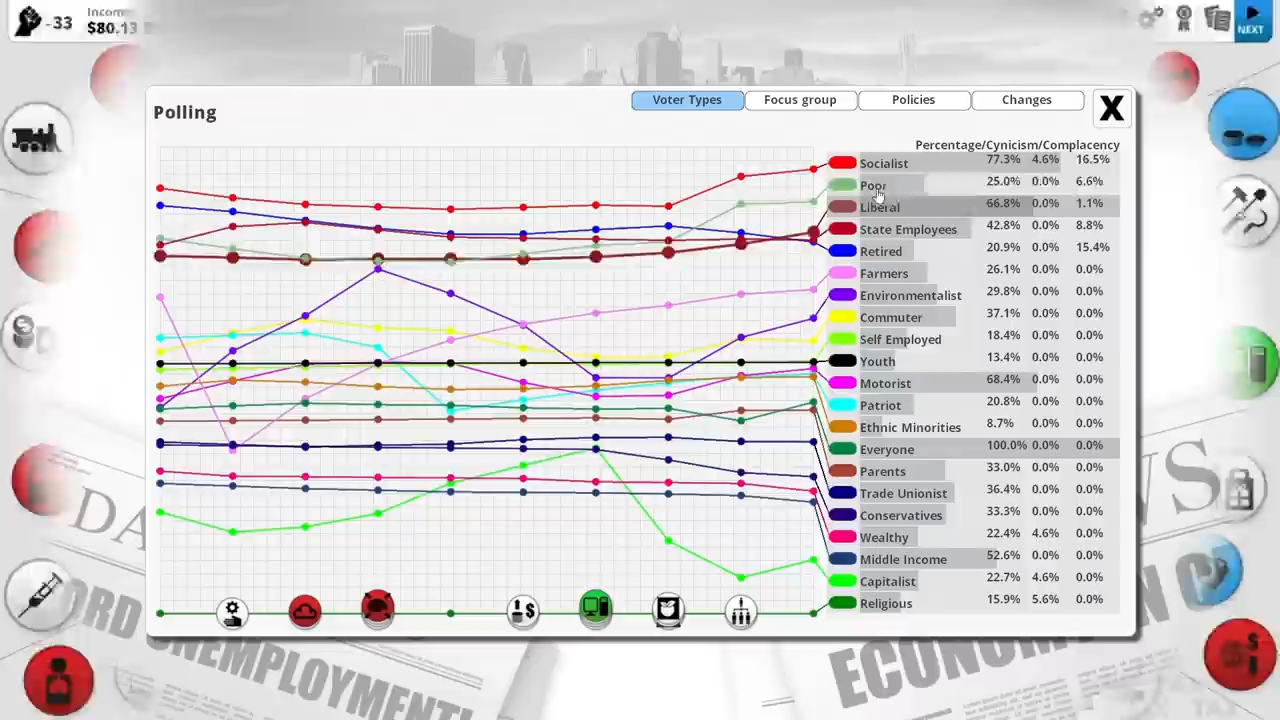 -33
Income
$80.13
NEXT
Polling
Voter Types
Focus group
Policies
Changes
X
Percentage/Cynicism/Complacency
Socialist 77.3% 4.6% 16.5%
Poor 25.0% 0.0% 6.6%
Liberal 66.8% 0.0% 1.1%
State Employees 42.8% 0.0% 8.8%
Retired 20.9% 0.0% 15.4%
Farmers 26.1% 0.0% 0.0%
Environmentalist 29.8% 0.0% 0.0%
Commuter 37.1% 0.0% 0.0%
Self Employed 18.4% 0.0% 0.0%
Youth 13.4% 0.0% 0.0%
Motorist 68.4% 0.0% 0.0%
Patriot 20.8% 0.0% 0.0%
Ethnic Minorities 8.7% 0.0% 0.0%
Everyone 100.0% 0.0% 0.0%
Parents 33.0% 0.0% 0.0%
Trade Unionist 36.4% 0.0% 0.0%
Conservatives 33.3% 0.0% 0.0%
Wealthy 22.4% 4.6% 0.0%
Middle Income 52.6% 0.0% 0.0%
Capitalist 22.7% 4.6% 0.0%
Religious 15.9% 5.6% 0.0%
DA
WS
ORD
NEMPLOYMENT
ECONOM